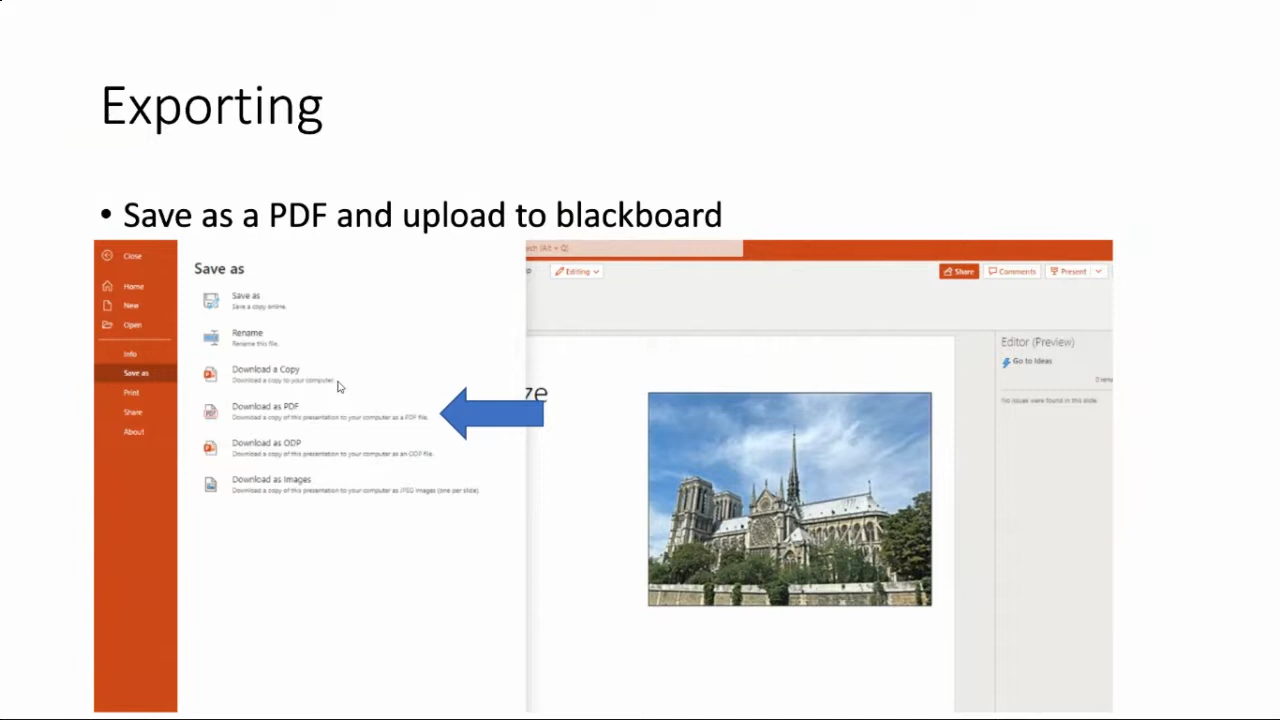 Exporting
• Save as a PDF and upload to blackboard
Close
Home
New
Open
Info
Save as
Print
Share
About
Save as
Save as
Save a copy online.
Rename
Rename this file.
Download a Copy
Download a copy to your computer.
Download as PDF
Download a copy of this presentation to your computer as a PDF file.
Download as ODP
Download a copy of this presentation to your computer as an ODP file.
Download as Images
Download a copy of this presentation to your computer as JPEG images (one per slide).
(Alt + Q)
Editing
Share
Comments
Present
ze
Editor (Preview)
Go to Ideas
No issues were found in this slide.